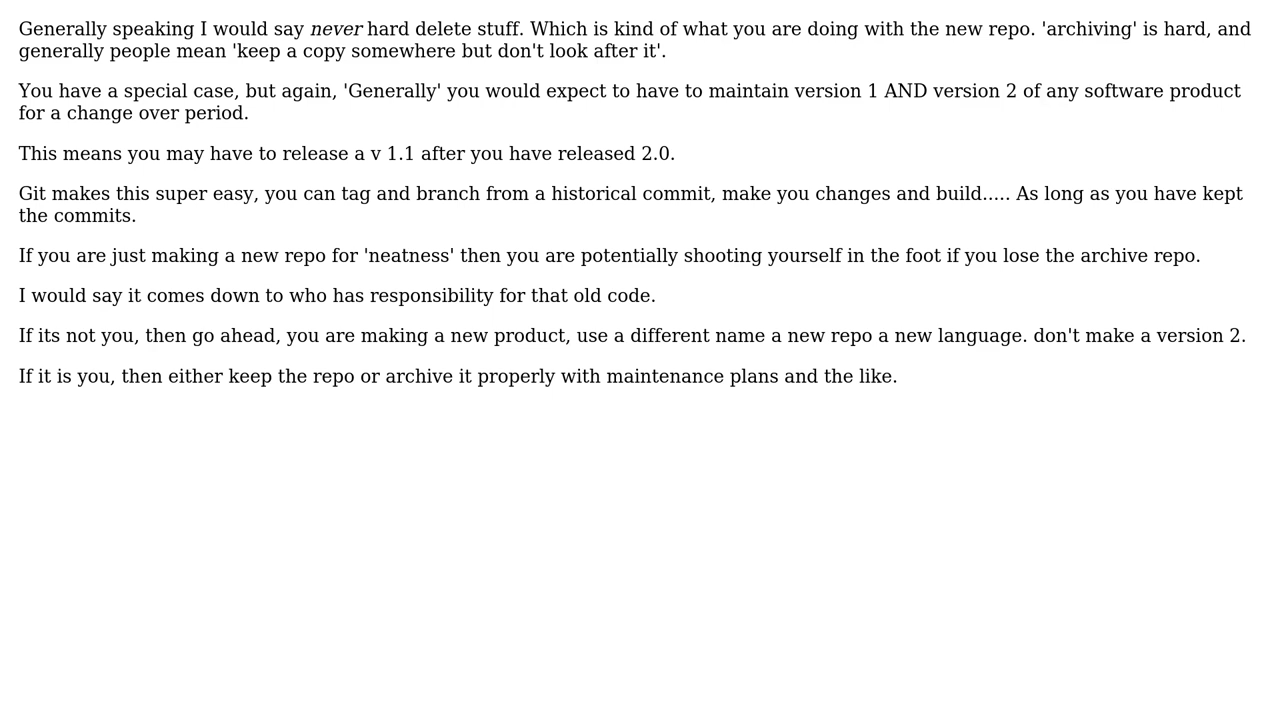 Generally speaking I would say never hard delete stuff. Which is kind of what you are doing with the new repo. 'archiving' is hard, and
generally people mean 'keep a copy somewhere but don't look after it'.
You have a special case, but again, 'Generally' you would expect to have to maintain version 1 AND version 2 of any software product
for a change over period.
This means you may have to release a v 1.1 after you have released 2.0.
Git makes this super easy, you can tag and branch from a historical commit, make you changes and build..... As long as you have kept
the commits.
If you are just making a new repo for 'neatness' then you are potentially shooting yourself in the foot if you lose the archive repo.
I would say it comes down to who has responsibility for that old code.
If its not you, then go ahead, you are making a new product, use a different name a new repo a new language. don't make a version 2.
If it is you, then either keep the repo or archive it properly with maintenance plans and the like.